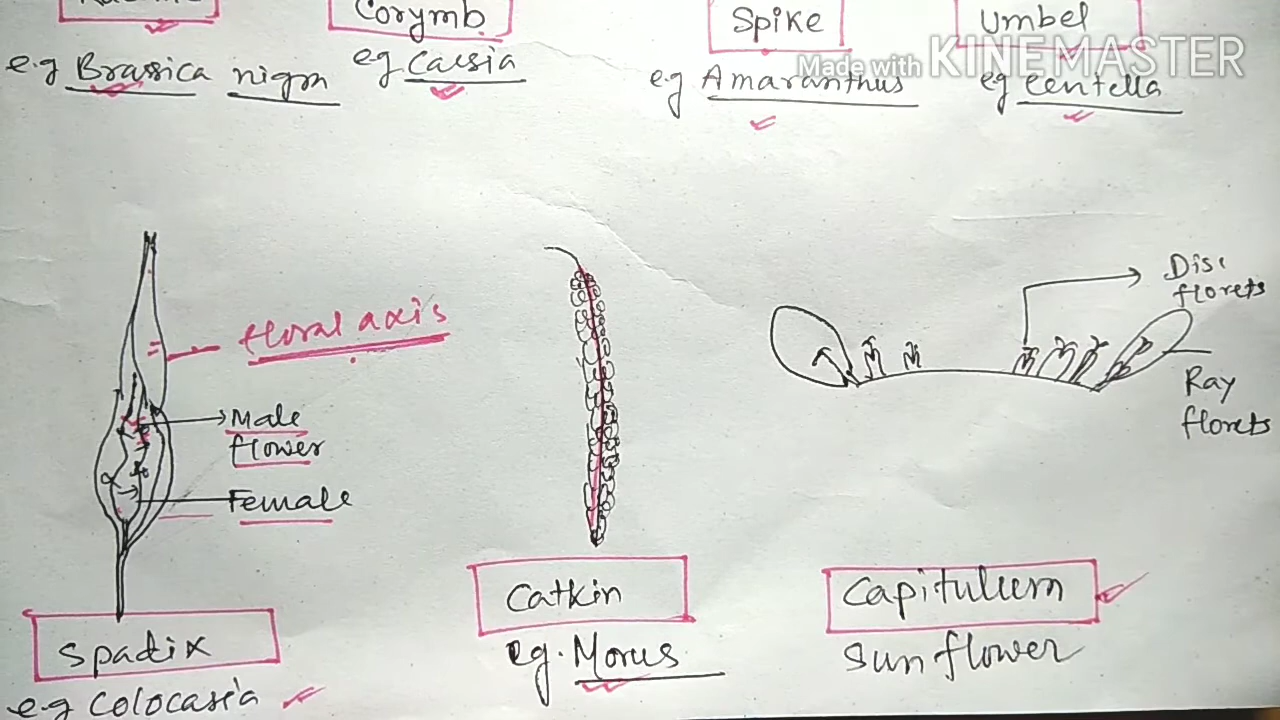 Corymb
Spike
Umbel
Made with KINEMASTER
e.g Brassica nigra
eg Cassia
eg Amaranthus
eg Centella
floral axis
Male
flower
Female
Disc
florets
Ray
florets
Spadix
e.g Colocasia
Catkin
eg. Morus
Capitulum
Sunflower